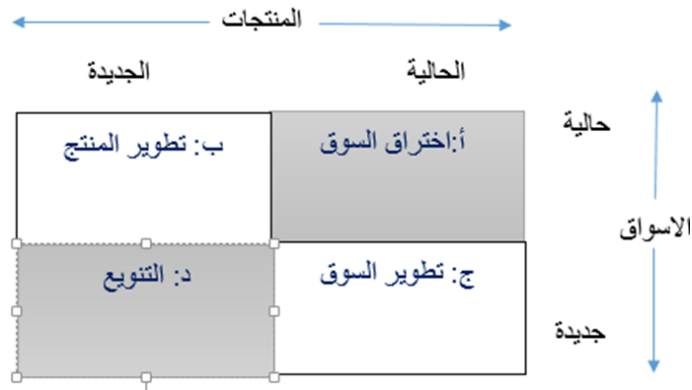 المنتجات
الحالية
الجديدة
حالية
أ:اختراق السوق
ب: تطوير المنتج
الاسواق
ج: تطوير السوق
د: التنويع
جديدة